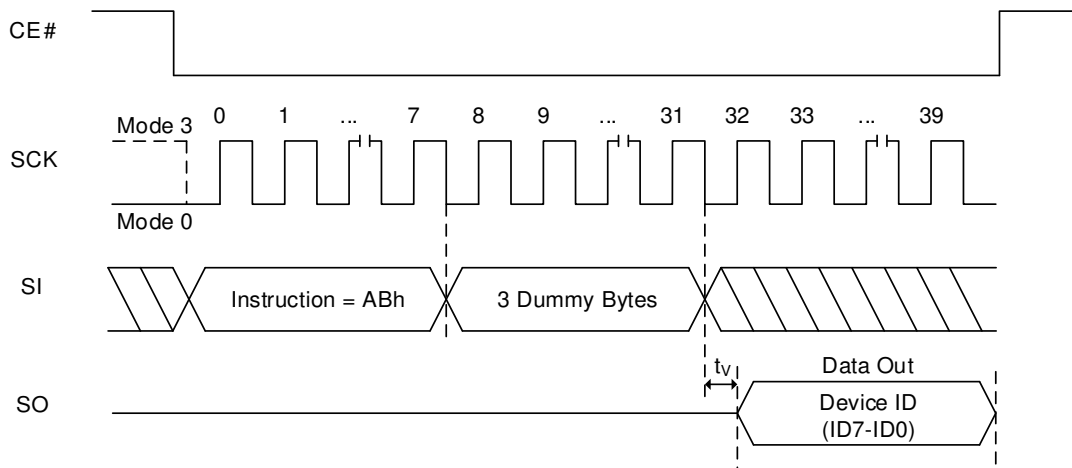 CE#
0 1 ... 7 8 9 ... 31 32 33 ... 39
Mode 3
SCK
Mode 0
SI
Instruction = ABh
3 Dummy Bytes
tV
Data Out
SO
Device ID
(ID7-ID0)